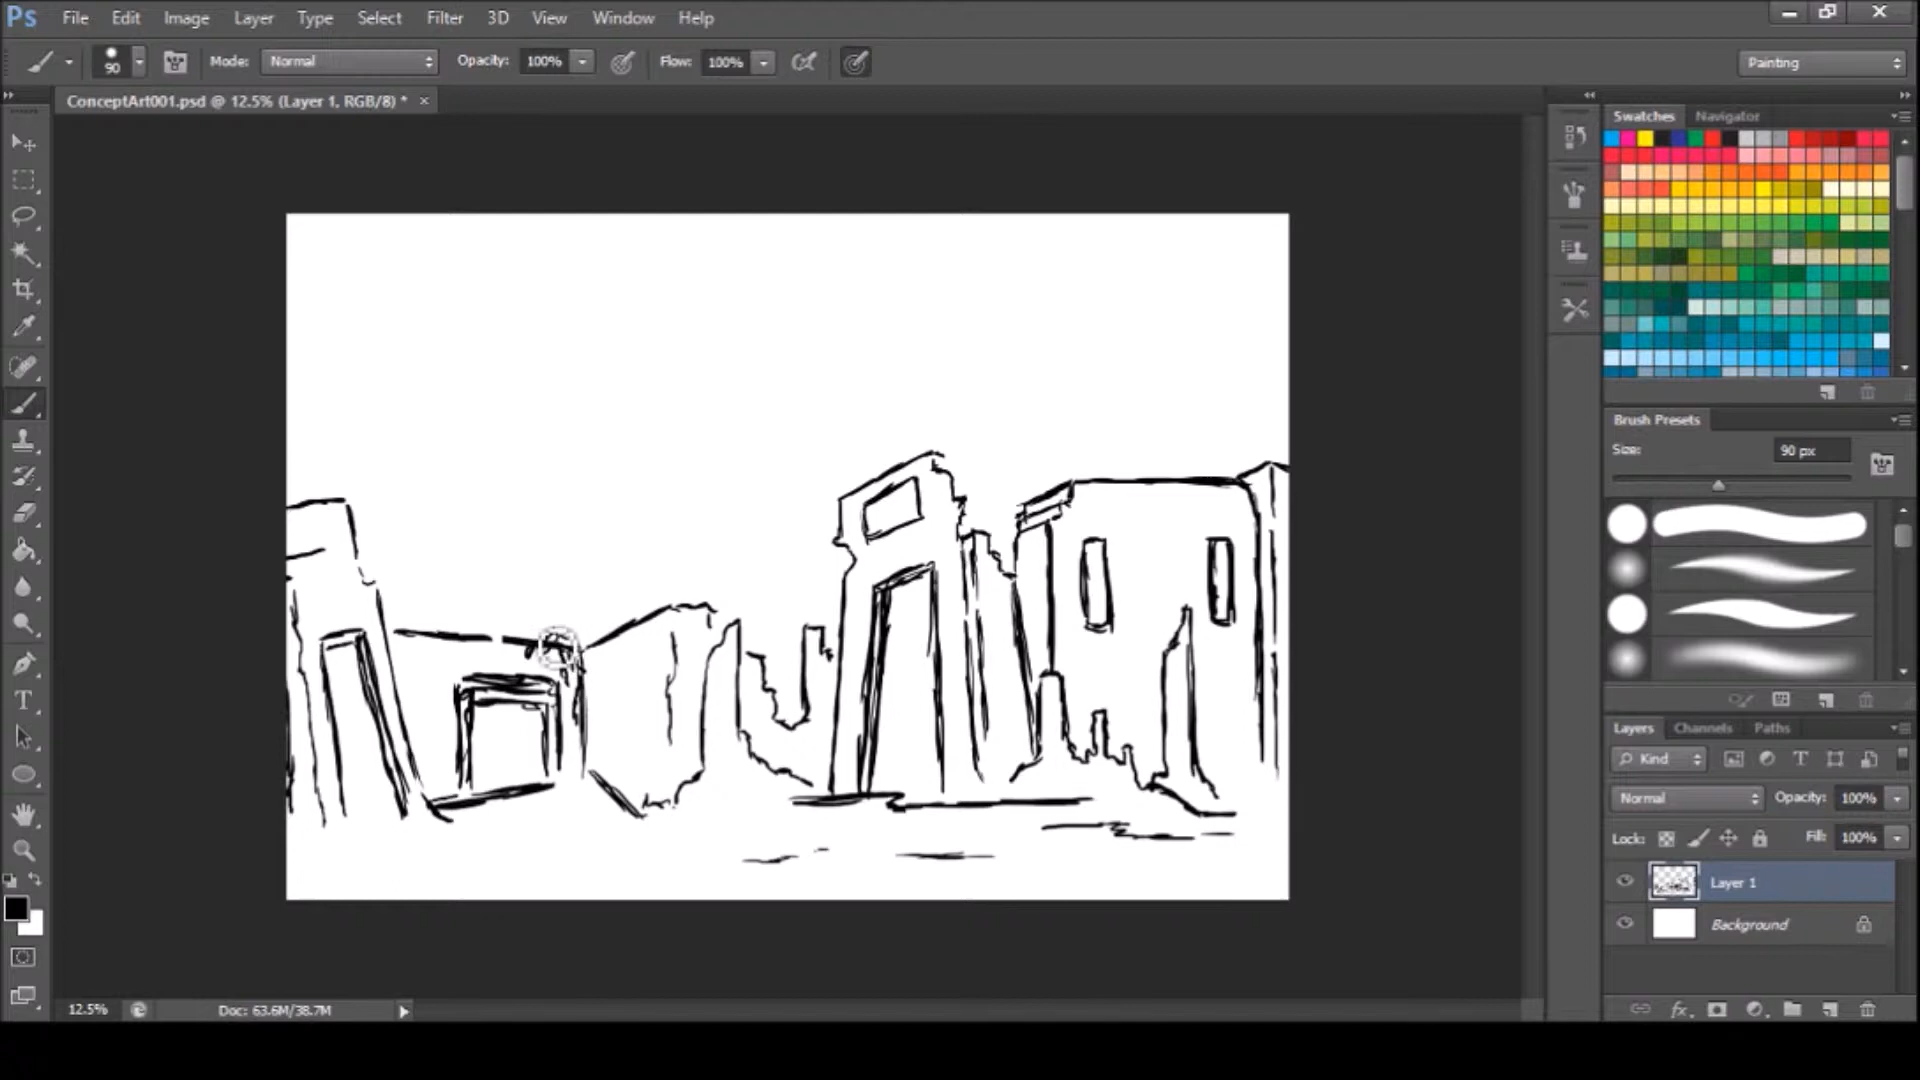 Ps File Edit Image Layer Type Select Filter 3D View Window Help
90 Mode: Normal Opacity: 100% Flow: 100% Painting
ConceptArt001.psd @ 12.5% (Layer 1, RGB/8) * ×
Swatches Navigator
Brush Presets
Size: 90 px
Layers Channels Paths
Kind
Normal Opacity: 100%
Lock: Fill: 100%
Layer 1
Background
fx
12.5% Doc: 63.6M/38.7M